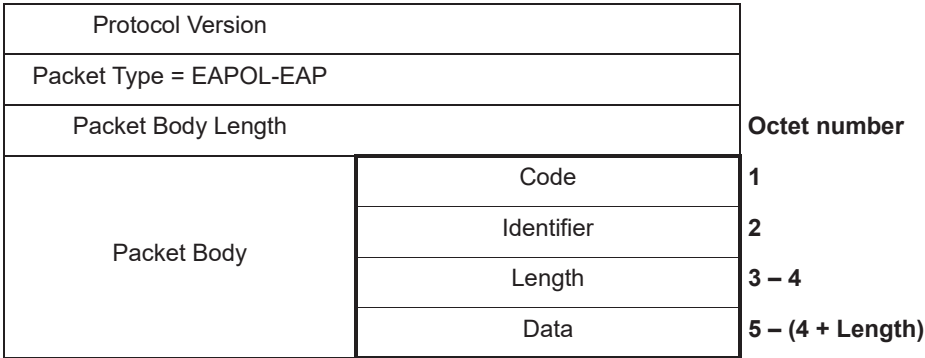 Protocol Version
Packet Type = EAPOL-EAP
Packet Body Length Octet number
Code 1
Identifier 2
Packet Body
Length 3 – 4
Data 5 – (4 + Length)